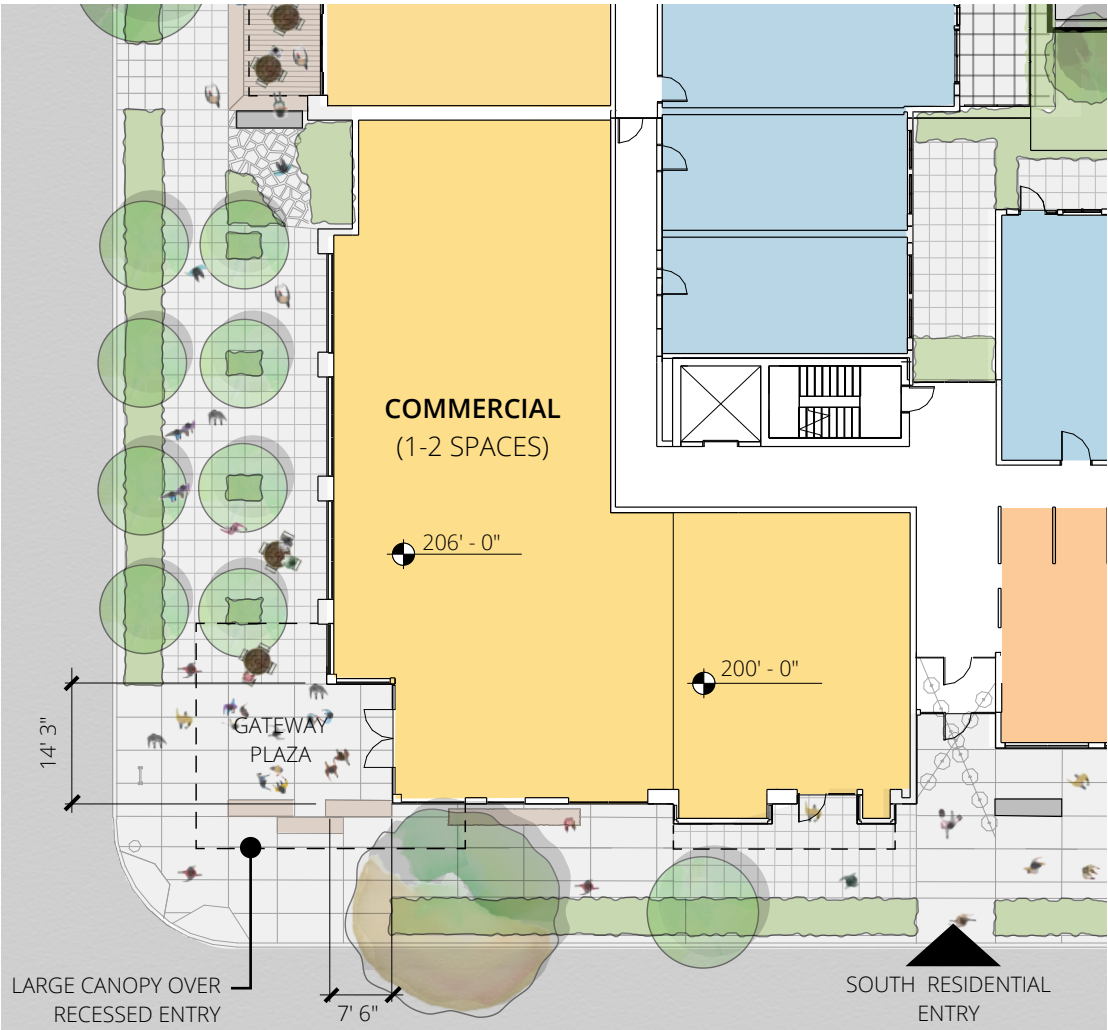 COMMERCIAL
(1-2 SPACES)
206' - 0"
200' - 0"
14' 3"
GATEWAY
PLAZA
LARGE CANOPY OVER
RECESSED ENTRY
7' 6"
SOUTH RESIDENTIAL
ENTRY